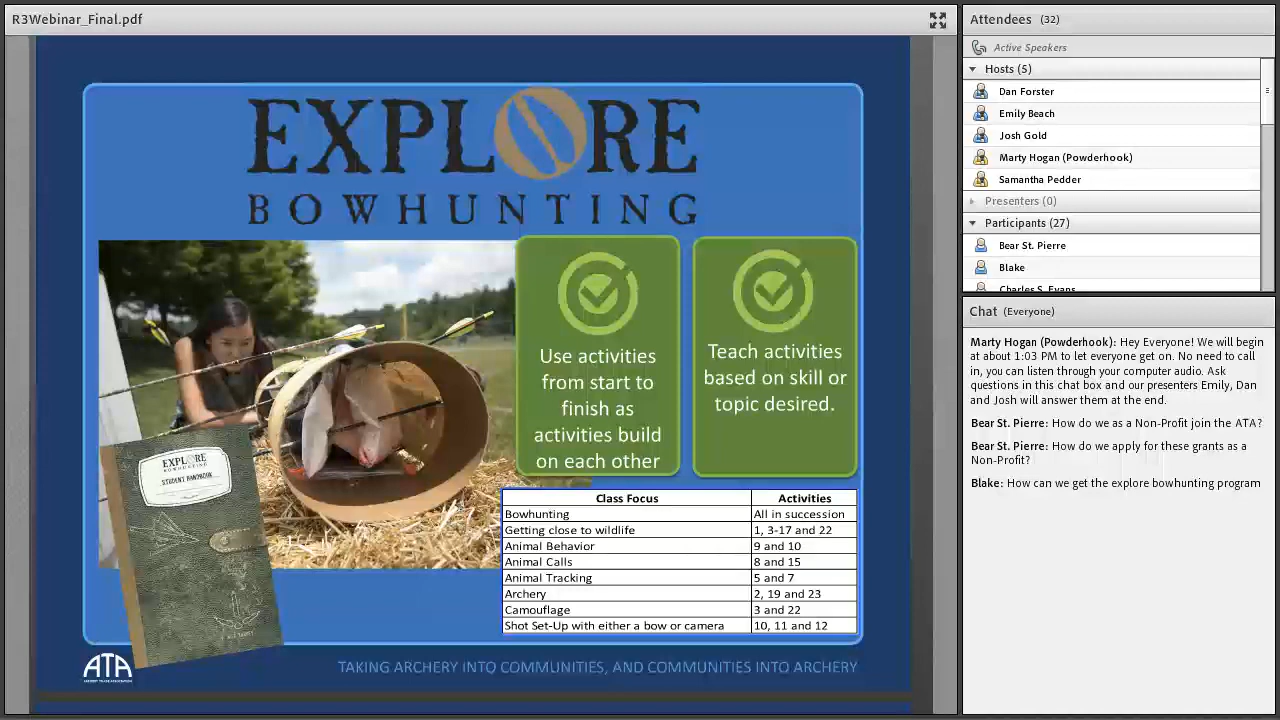 R3Webinar_Final.pdf
EXPLORE
BOWHUNTING
Use activities
from start to
finish as
activities build
on each other
Teach activities
based on skill or
topic desired.
EXPLORE
BOWHUNTING
STUDENT HANDBOOK
Class Focus Activities
Bowhunting All in succession
Getting close to wildlife 1, 3-17 and 22
Animal Behavior 9 and 10
Animal Calls 8 and 15
Animal Tracking 5 and 7
Archery 2, 19 and 23
Camouflage 3 and 22
Shot Set-Up with either a bow or camera 10, 11 and 12
ATA
TAKING ARCHERY INTO COMMUNITIES, AND COMMUNITIES INTO ARCHERY
Attendees (32)
Active Speakers
Hosts (5)
Dan Forster
Emily Beach
Josh Gold
Marty Hogan (Powderhook)
Samantha Pedder
Presenters (0)
Participants (27)
Bear St. Pierre
Blake
Charles S. Evans
Chat (Everyone)
Marty Hogan (Powderhook): Hey Everyone! We will begin
at about 1:03 PM to let everyone get on. No need to call
in, you can listen through your computer audio. Ask
questions in this chat box and our presenters Emily, Dan
and Josh will answer them at the end.
Bear St. Pierre: How do we as a Non-Profit join the ATA?
Bear St. Pierre: How do we apply for these grants as a
Non-Profit?
Blake: How can we get the explore bowhunting program